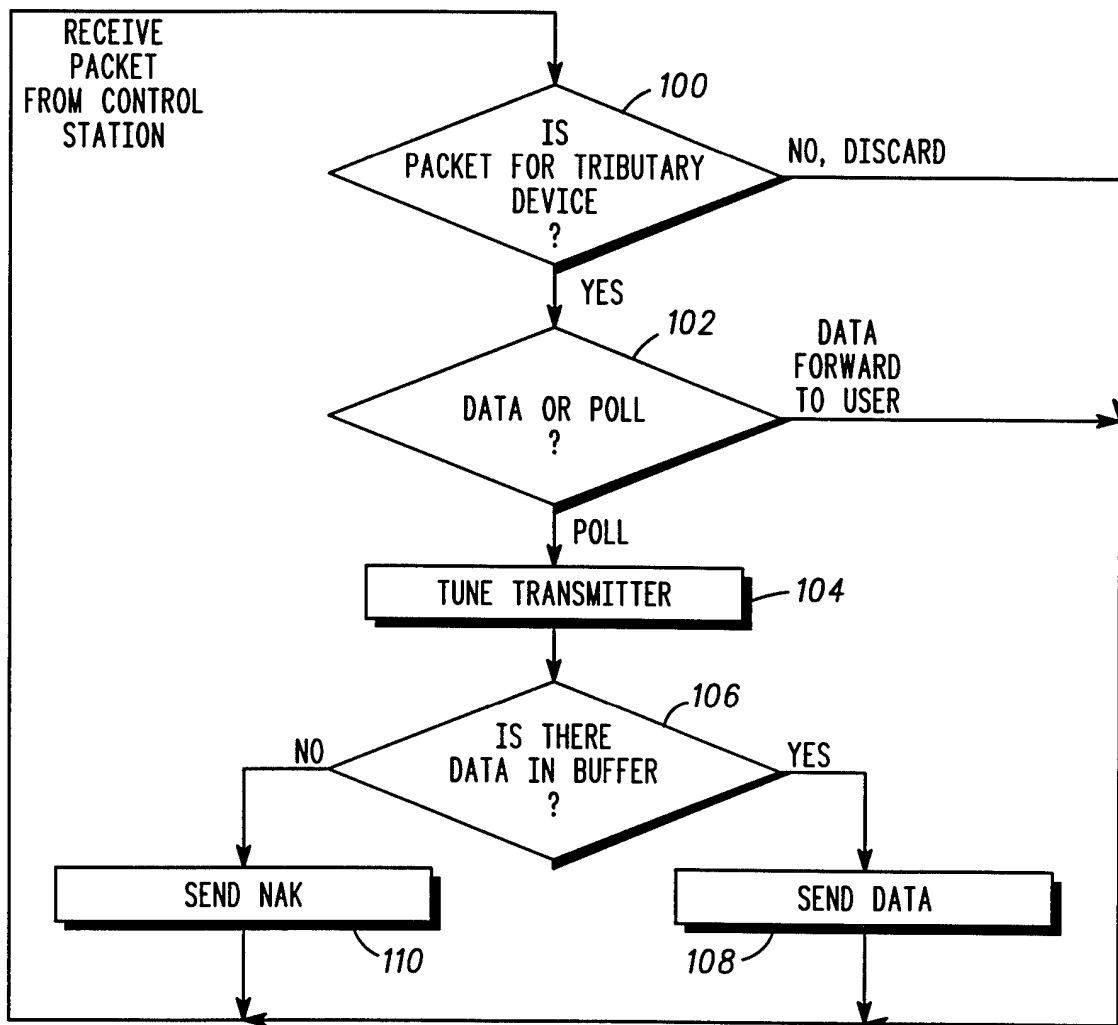 RECEIVE
PACKET
FROM CONTROL
STATION
100
IS
PACKET FOR TRIBUTARY
DEVICE
?
NO, DISCARD
YES
102
DATA OR POLL
?
DATA
FORWARD
TO USER
POLL
TUNE TRANSMITTER
104
106
IS THERE
DATA IN BUFFER
?
NO
YES
SEND NAK
110
SEND DATA
108